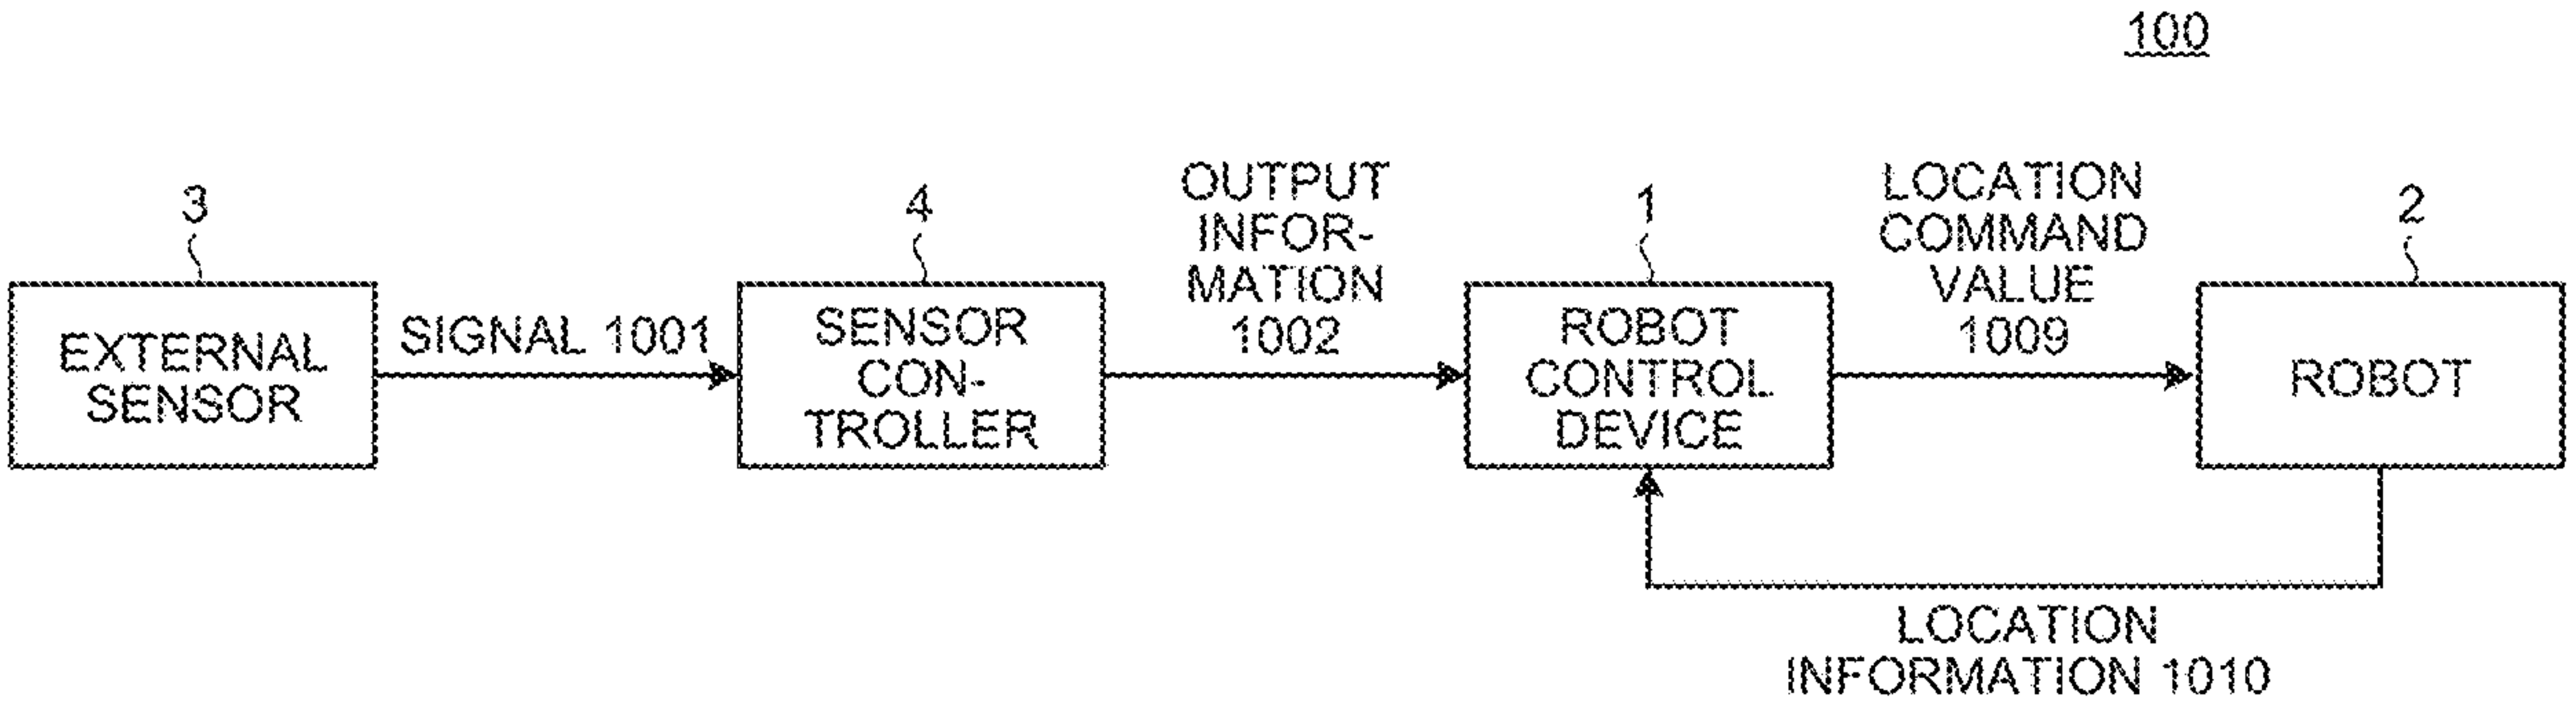 100
3
EXTERNAL
SENSOR
SIGNAL 1001
4
SENSOR
CON-
TROLLER
OUTPUT
INFOR-
MATION
1002
1
ROBOT
CONTROL
DEVICE
LOCATION
COMMAND
VALUE
1009
2
ROBOT
LOCATION
INFORMATION 1010